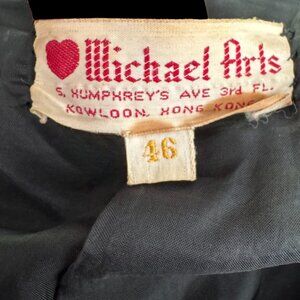 Michael Arts
5, HUMPHREY'S AVE 3rd FL.
KOWLOON, HONG KONG
46